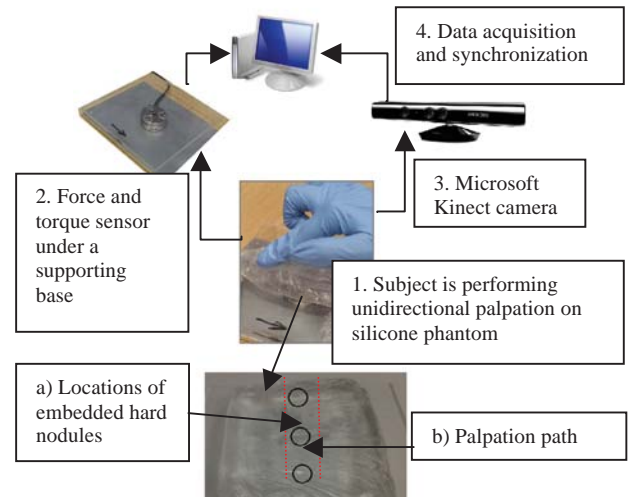 4. Data acquisition
and synchronization
2. Force and
torque sensor
under a
supporting
base
3. Microsoft
Kinect camera
1. Subject is performing
unidirectional palpation on
silicone phantom
a) Locations of
embedded hard
nodules
b) Palpation path